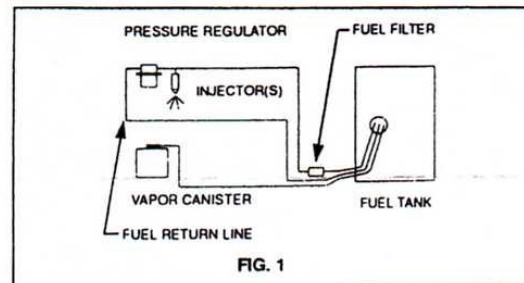 PRESSURE REGULATOR
FUEL FILTER
INJECTOR(S)
VAPOR CANISTER
FUEL TANK
FUEL RETURN LINE
FIG. 1